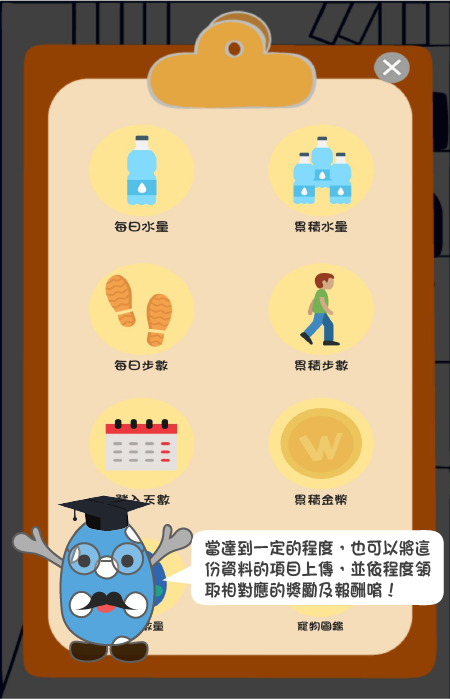 每日水量
累積水量
每日步數
累積步數
登入天數
累積金幣
W
當達到一定的程度，也可以將這
份資料的項目上傳，並依程度領
取相對應的獎勵及報酬唷！
數量
寵物圖鑑